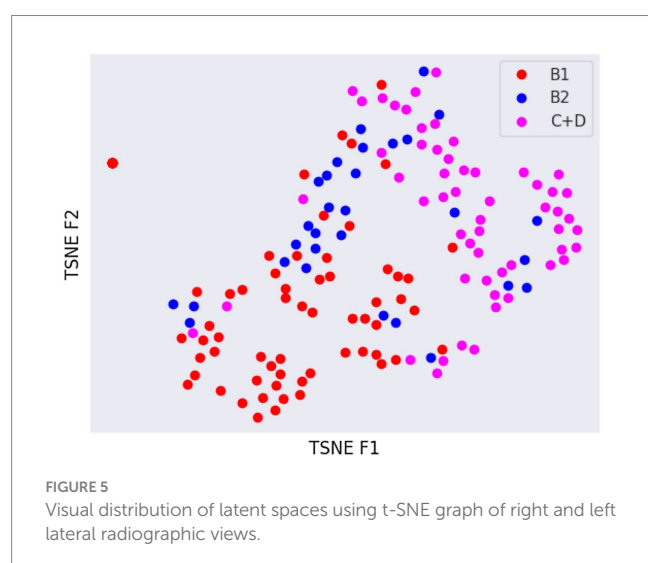 B1
B2
C+D
TSNE F2
TSNE F1
FIGURE 5
Visual distribution of latent spaces using t-SNE graph of right and left
lateral radiographic views.